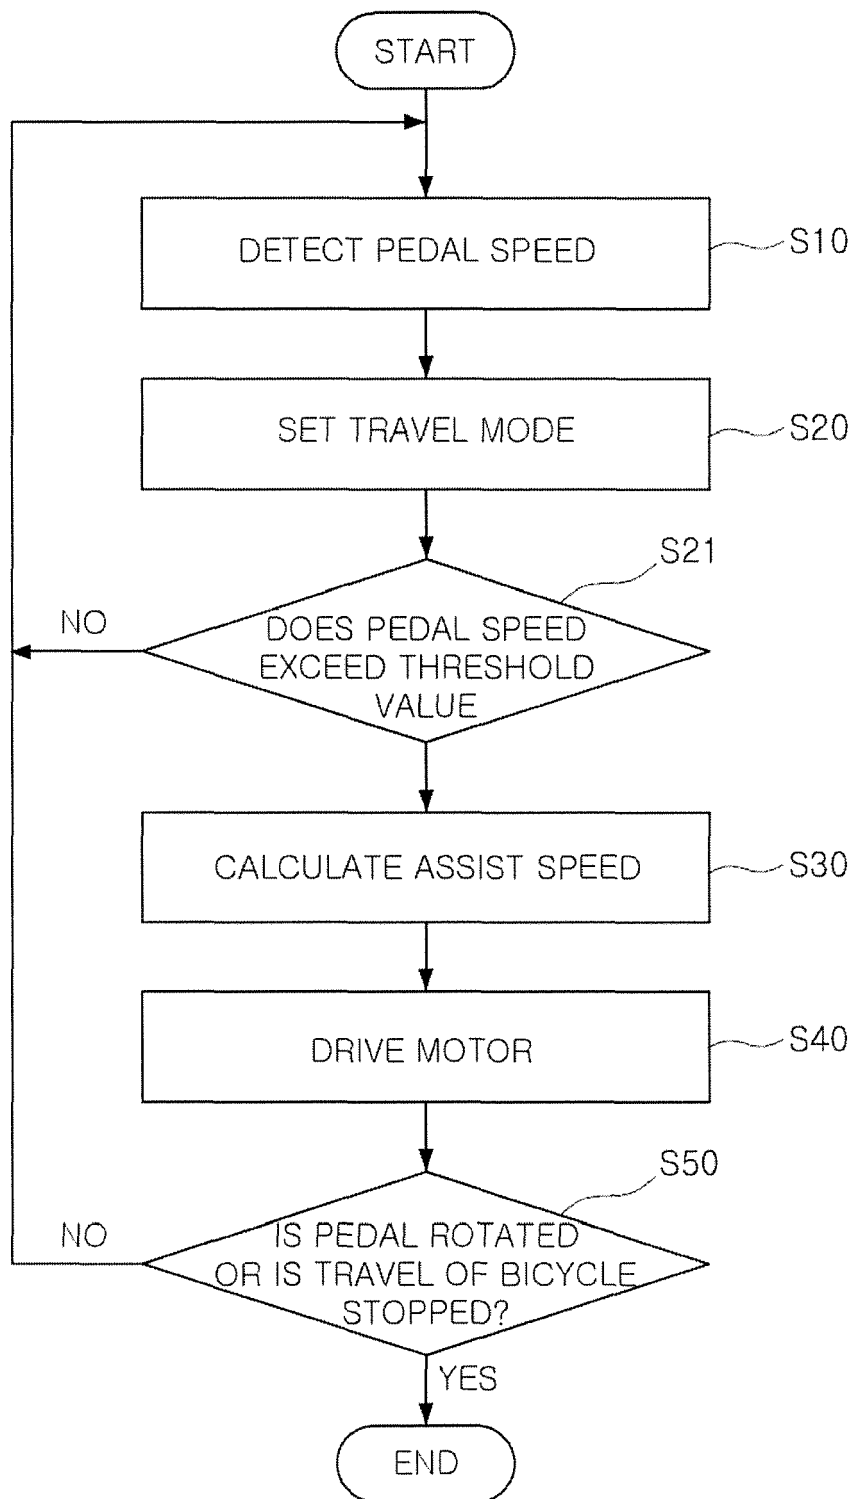 START
DETECT PEDAL SPEED
S10
SET TRAVEL MODE
S20
S21
NO
DOES PEDAL SPEED
EXCEED THRESHOLD
VALUE
CALCULATE ASSIST SPEED
S30
DRIVE MOTOR
S40
S50
NO
IS PEDAL ROTATED
OR IS TRAVEL OF BICYCLE
STOPPED?
YES
END